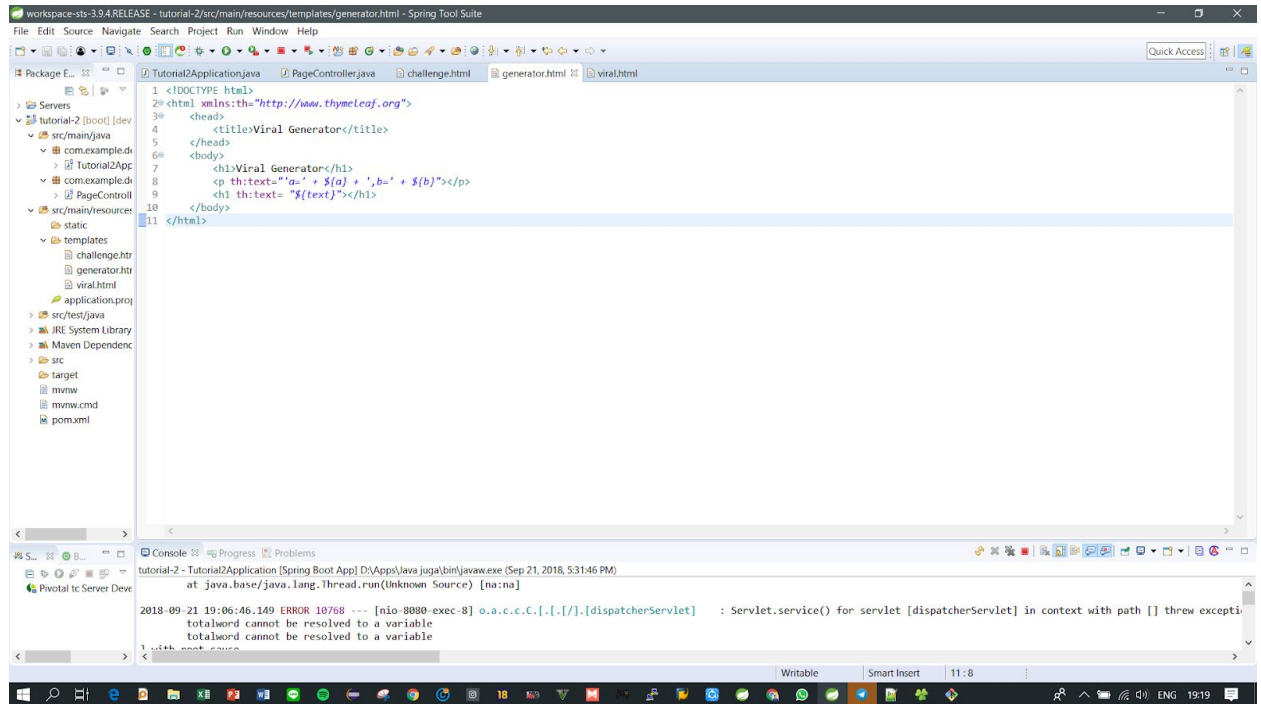 workspace-sts-3.9.4.RELEASE - tutorial-2/src/main/resources/templates/generator.html - Spring Tool Suite
File Edit Source Navigate Search Project Run Window Help
Quick Access
Package E...
Tutorial2Application.java PageController.java challenge.html generator.html viral.html
Servers
tutorial-2 [boot] [dev
src/main/java
com.example.de
Tutorial2App
com.example.de
PageControll
src/main/resources
static
templates
challenge.htr
generator.htr
viral.html
application.prop
src/test/java
JRE System Library
Maven Dependenc
src
target
mvnw
mvnw.cmd
pom.xml
1 <!DOCTYPE html>
2 <html xmlns:th="http://www.thymeleaf.org">
3 <head>
4 <title>Viral Generator</title>
5 </head>
6 <body>
7 <h1>Viral Generator</h1>
8 <p th:text="'a=' + ${a} + ',b=' + ${b}"></p>
9 <h1 th:text= "${text}"></h1>
10 </body>
11 </html>
S... B...
Pivotal tc Server Deve
Console Progress Problems
tutorial-2 - Tutorial2Application [Spring Boot App] D:\Apps\Java juga\bin\javaw.exe (Sep 21, 2018, 5:31:46 PM)
at java.base/java.lang.Thread.run(Unknown Source) [na:na]
2018-09-21 19:06:46.149 ERROR 10768 --- [nio-8080-exec-8] o.a.c.c.C.[.[.[/].[dispatcherServlet] : Servlet.service() for servlet [dispatcherServlet] in context with path [] threw excepti
totalword cannot be resolved to a variable
totalword cannot be resolved to a variable
] with root cause
Writable Smart Insert 11 : 8
18
ENG 19:19